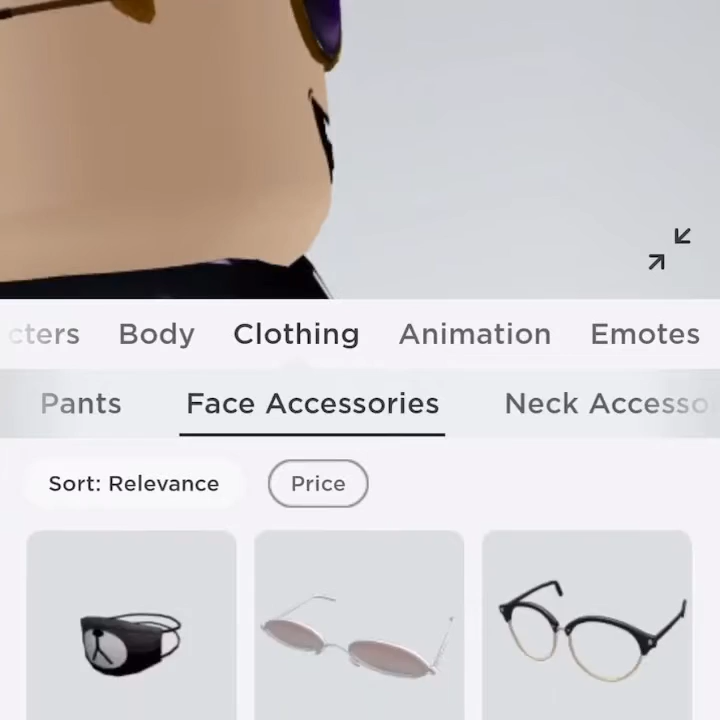 cters Body Clothing Animation Emotes
Pants Face Accessories Neck Accesso
Sort: Relevance Price